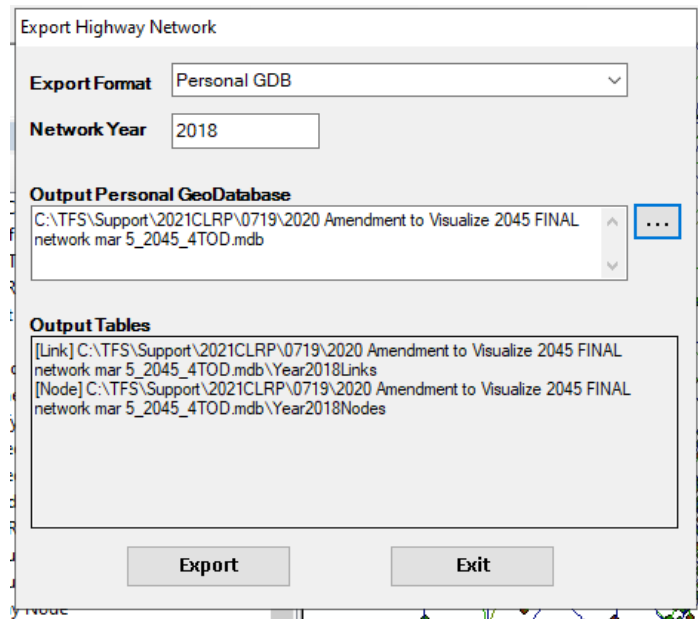 Export Highway Network
Export Format
Personal GDB
Network Year
2018
Output Personal GeoDatabase
C:\TFS\Support\2021CLRP\0719\2020 Amendment to Visualize 2045 FINAL
network mar 5_2045_4TOD.mdb
...
Output Tables
[Link] C:\TFS\Support\2021CLRP\0719\2020 Amendment to Visualize 2045 FINAL
network mar 5_2045_4TOD.mdb\Year2018Links
[Node] C:\TFS\Support\2021CLRP\0719\2020 Amendment to Visualize 2045 FINAL
network mar 5_2045_4TOD.mdb\Year2018Nodes
Export
Exit